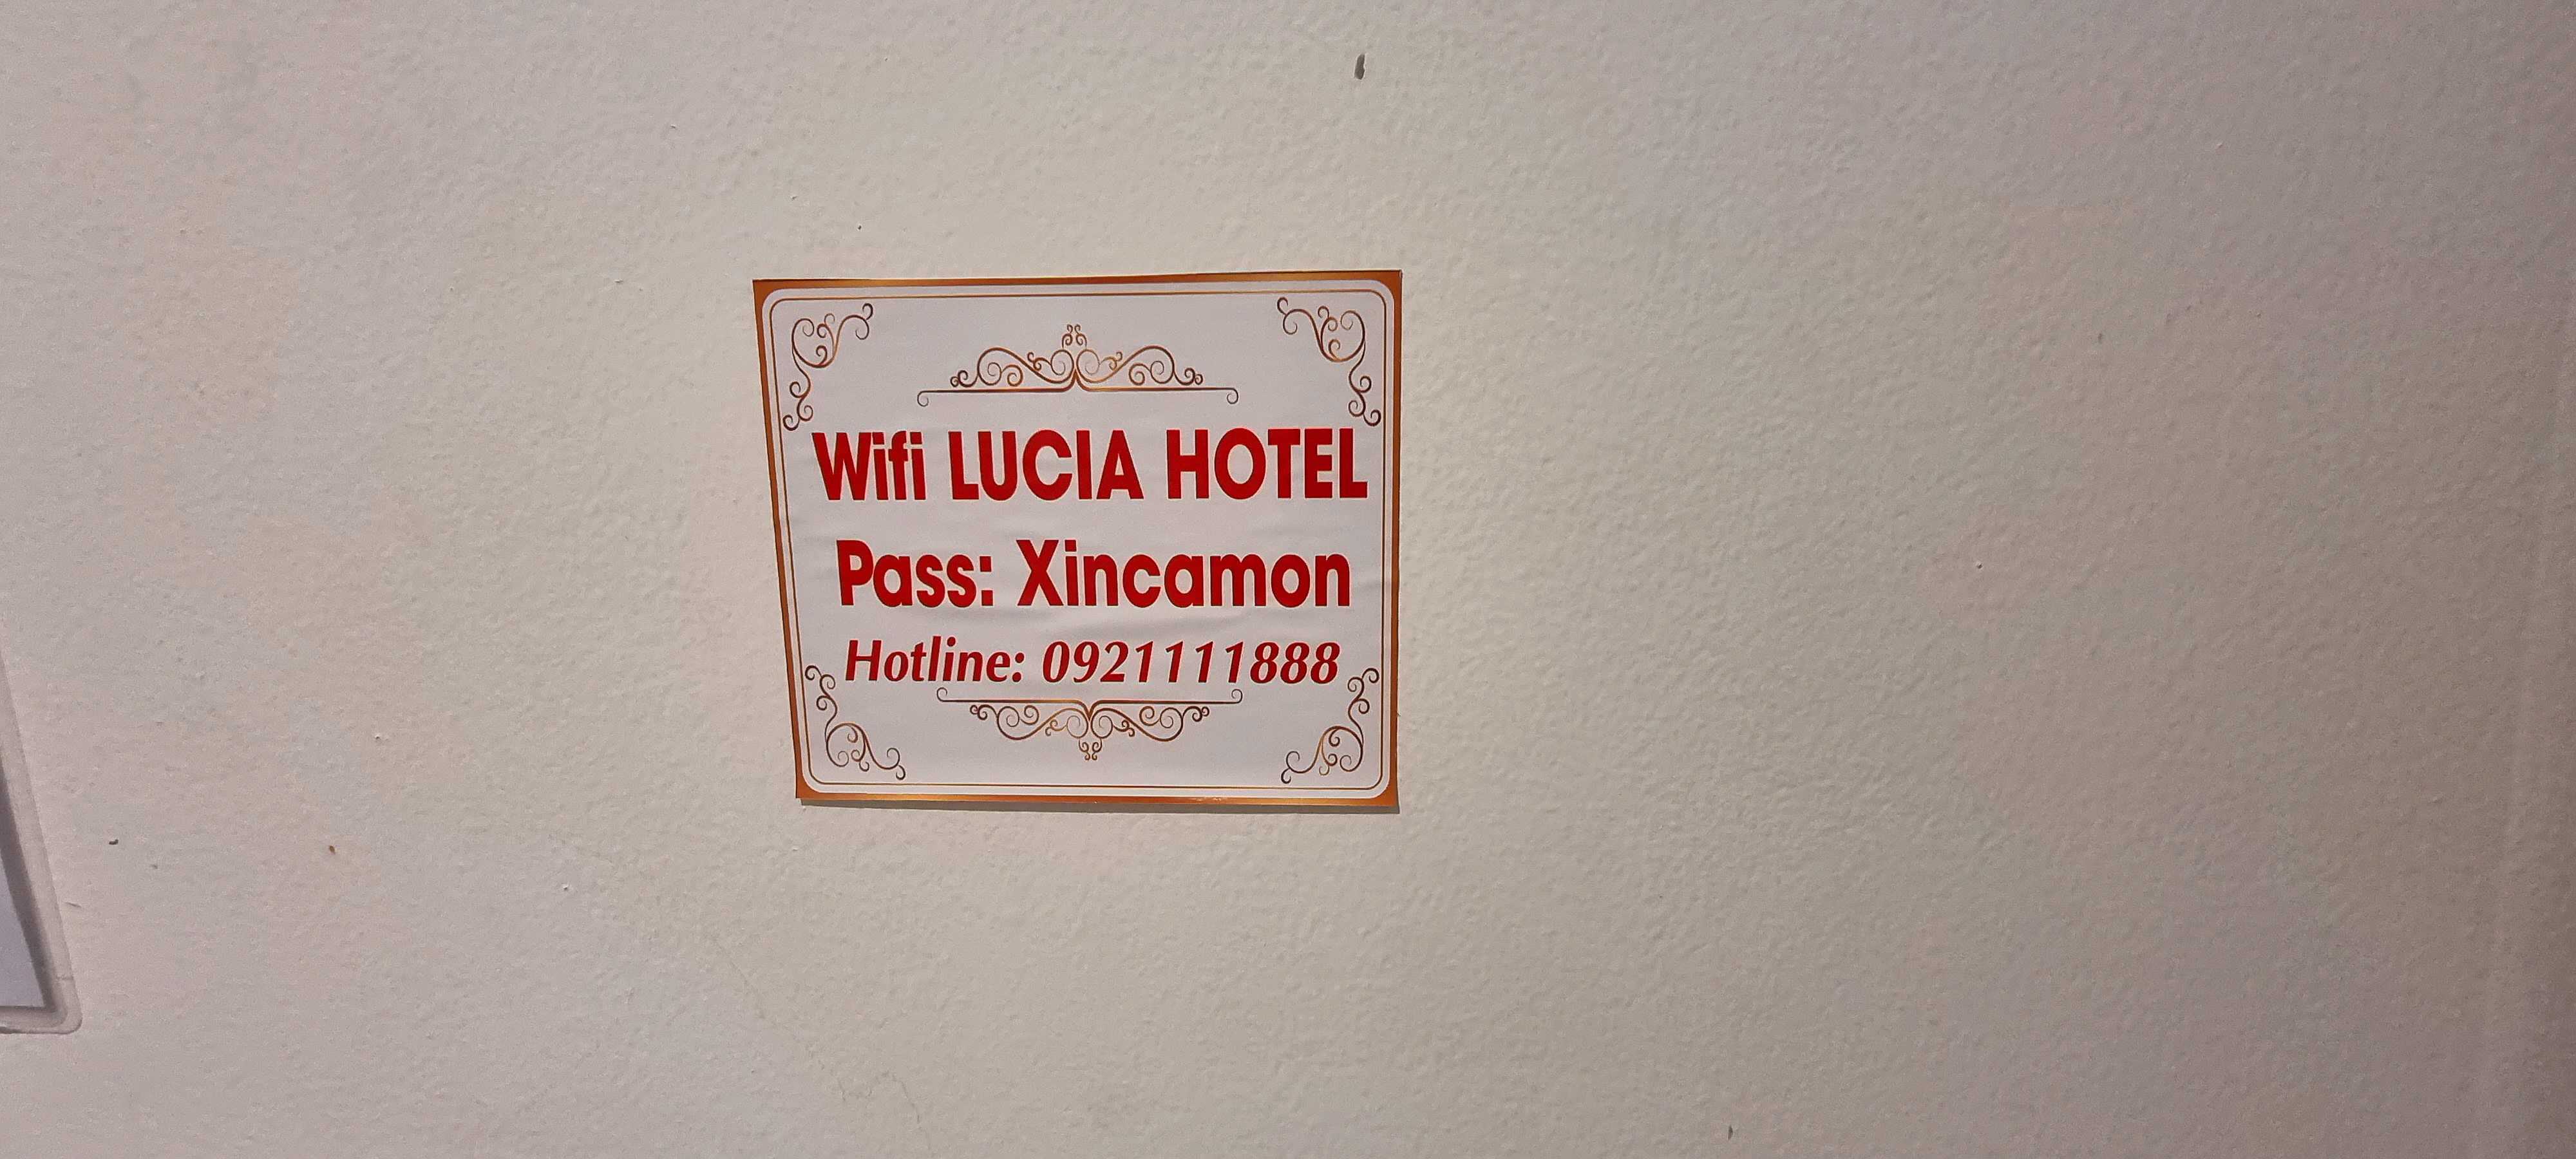 Wifi LUCIA HOTEL
Pass: Xincamon
Hotline: 0921111888